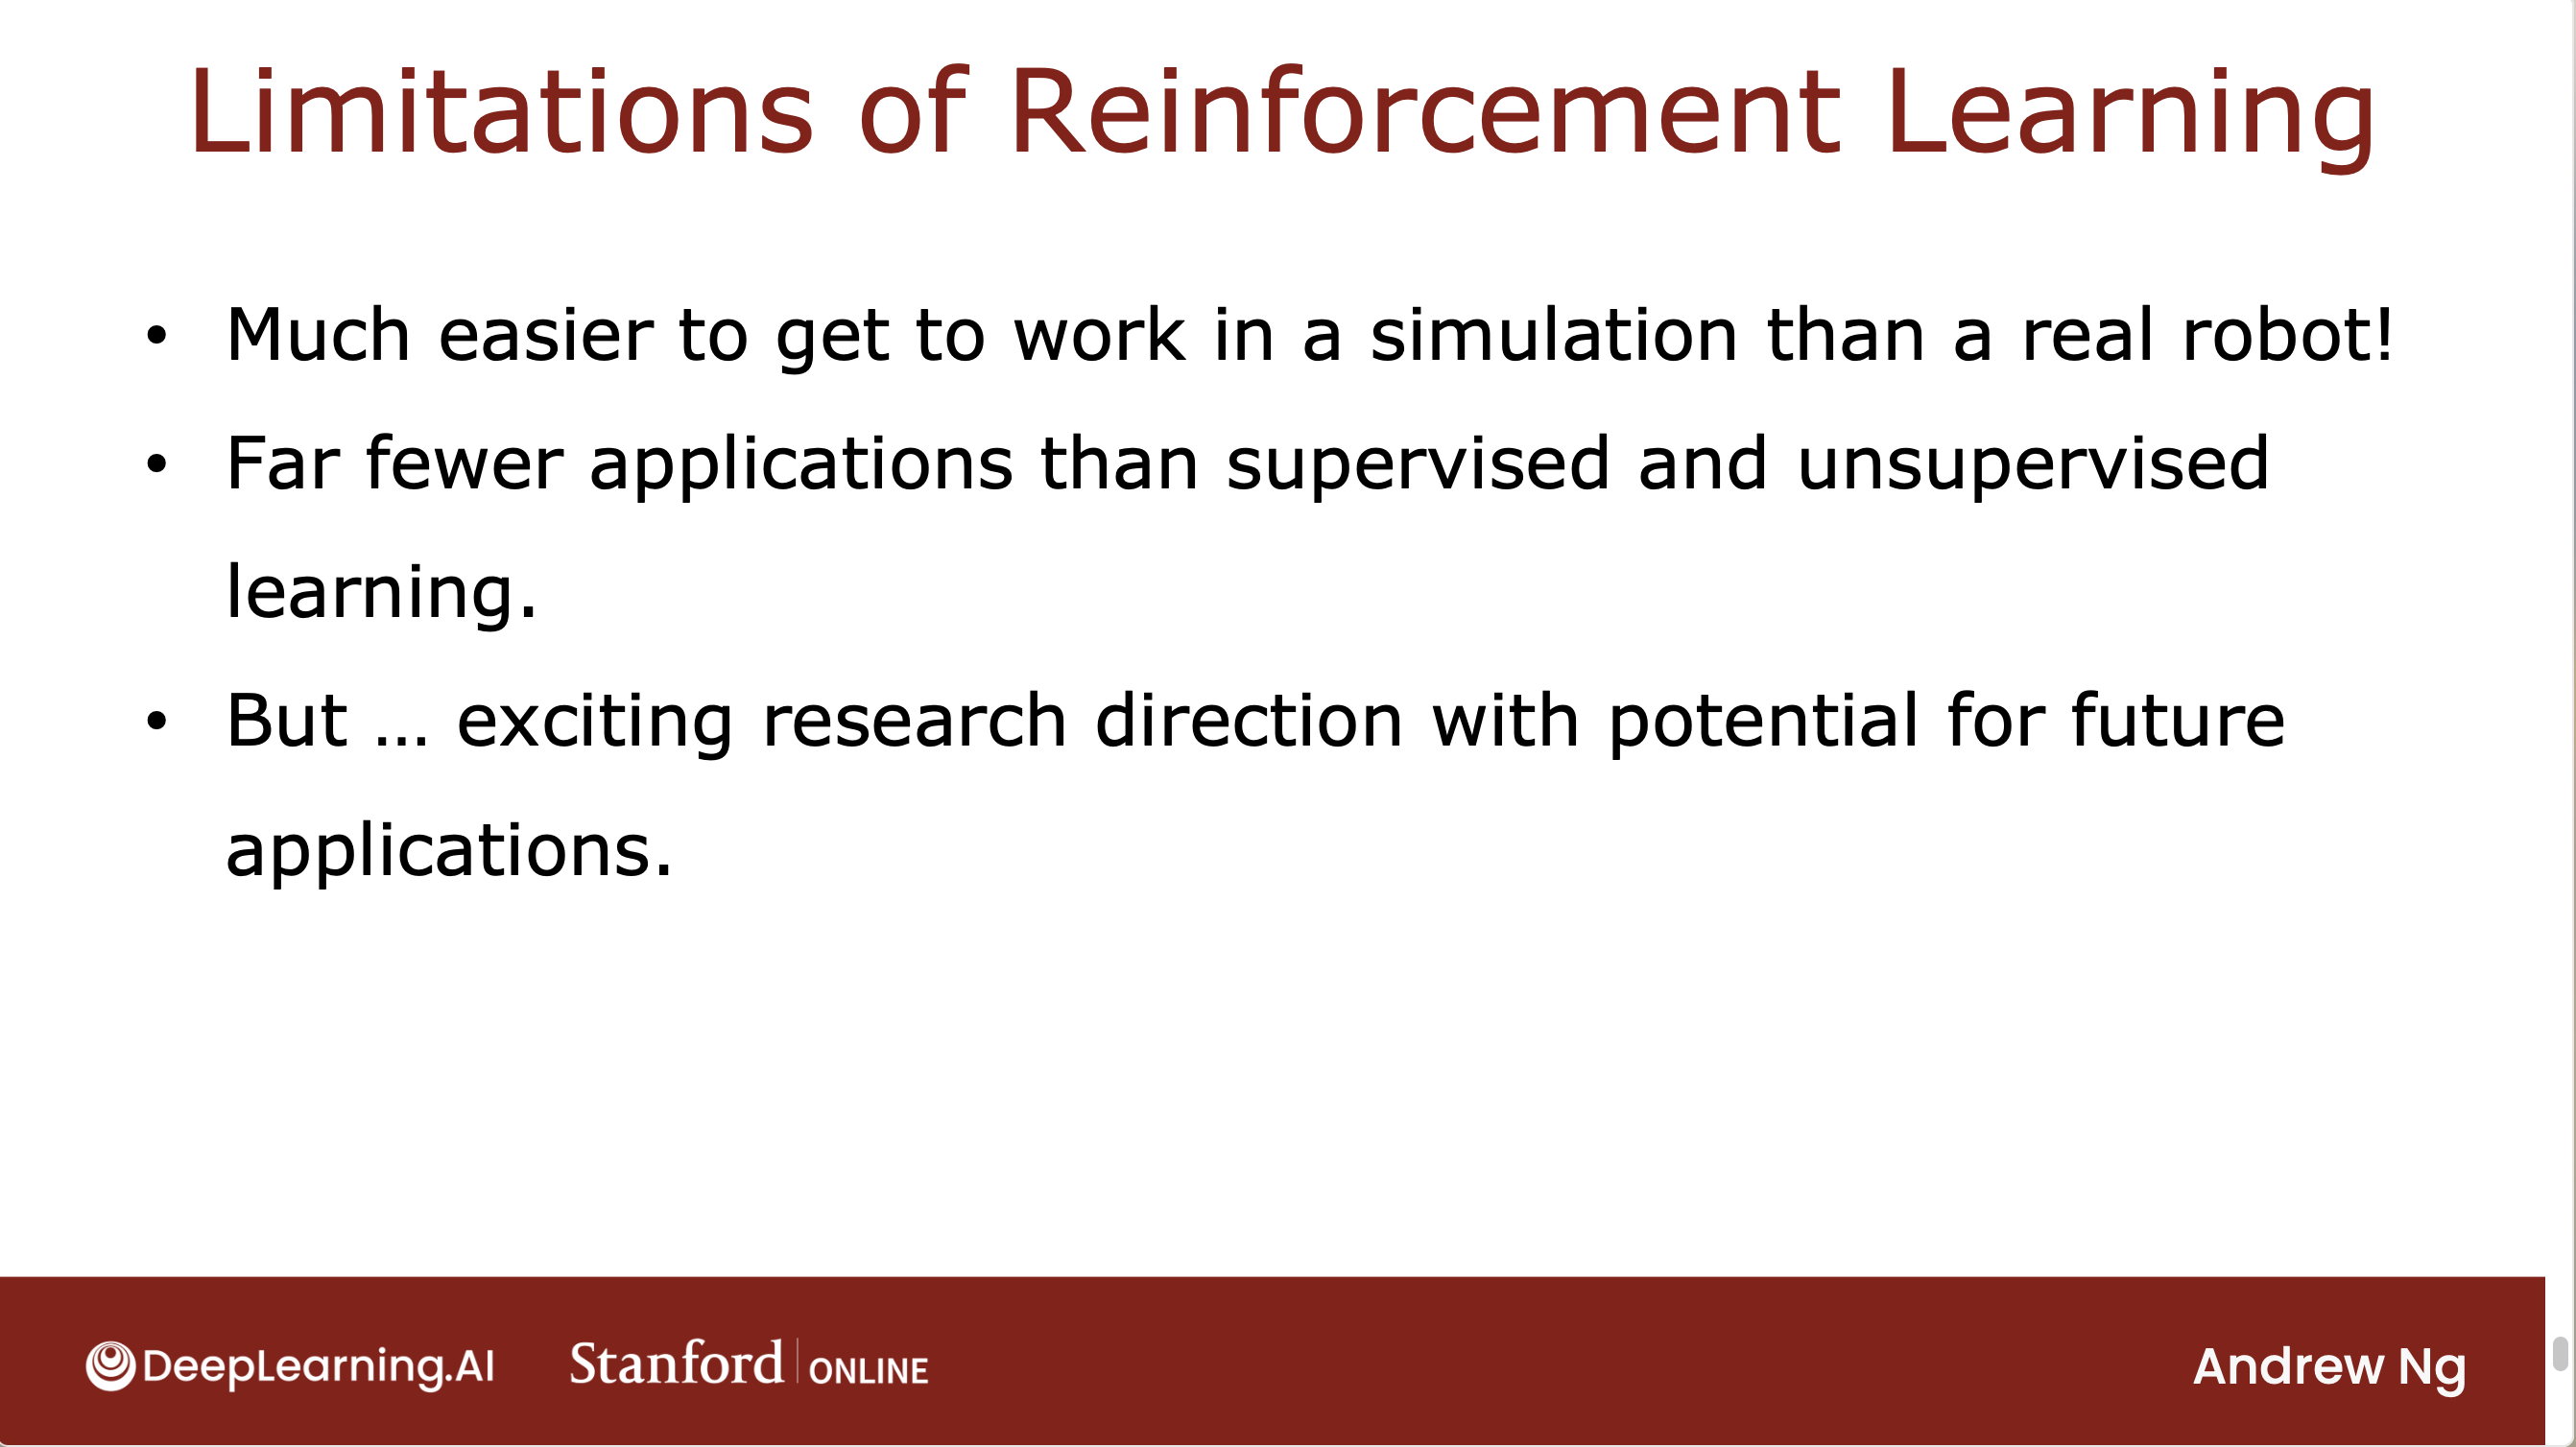 Limitations of Reinforcement Learning
• Much easier to get to work in a simulation than a real robot!
• Far fewer applications than supervised and unsupervised
learning.
• But … exciting research direction with potential for future
applications.
DeepLearning.AI Stanford ONLINE Andrew Ng